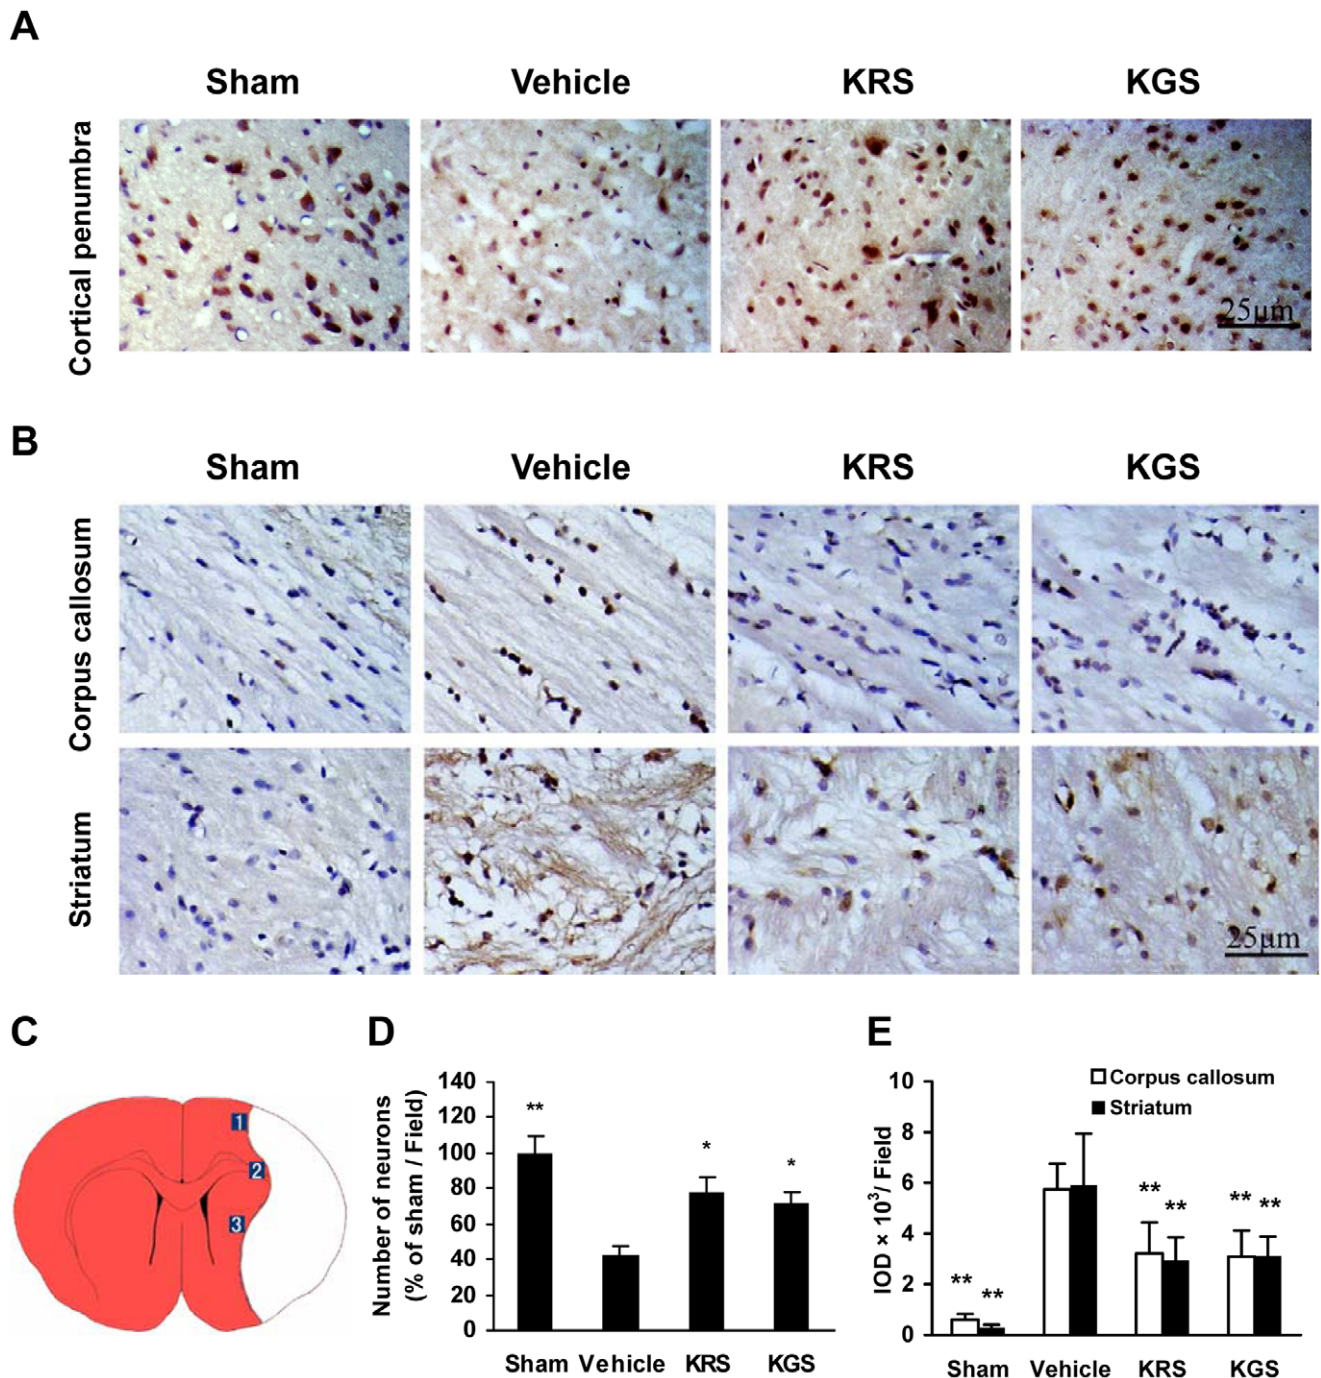 A
Sham Vehicle KRS KGS
Cortical penumbra
25μm
B
Sham Vehicle KRS KGS
Corpus callosum
Striatum
25μm
C
1
2
3
D
Number of neurons
(% of sham / Field)
140
120
100
80
60
40
20
0
**
*
*
Sham Vehicle KRS KGS
E
IOD × 10³/ Field
10
8
6
4
2
0
Corpus callosum
Striatum
** ** ** ** ** **
Sham Vehicle KRS KGS